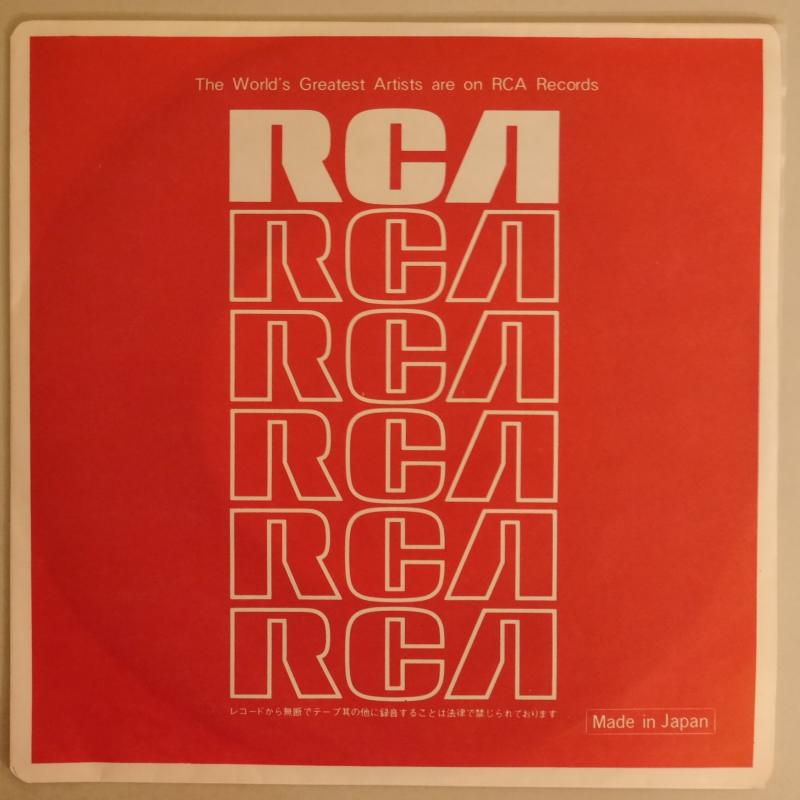 The World's Greatest Artists are on RCA Records
RCA
RCA
RCA
RCA
RCA
RCA
レコードから無断でテープ其の他に録音することは法律で禁じられております
Made in Japan